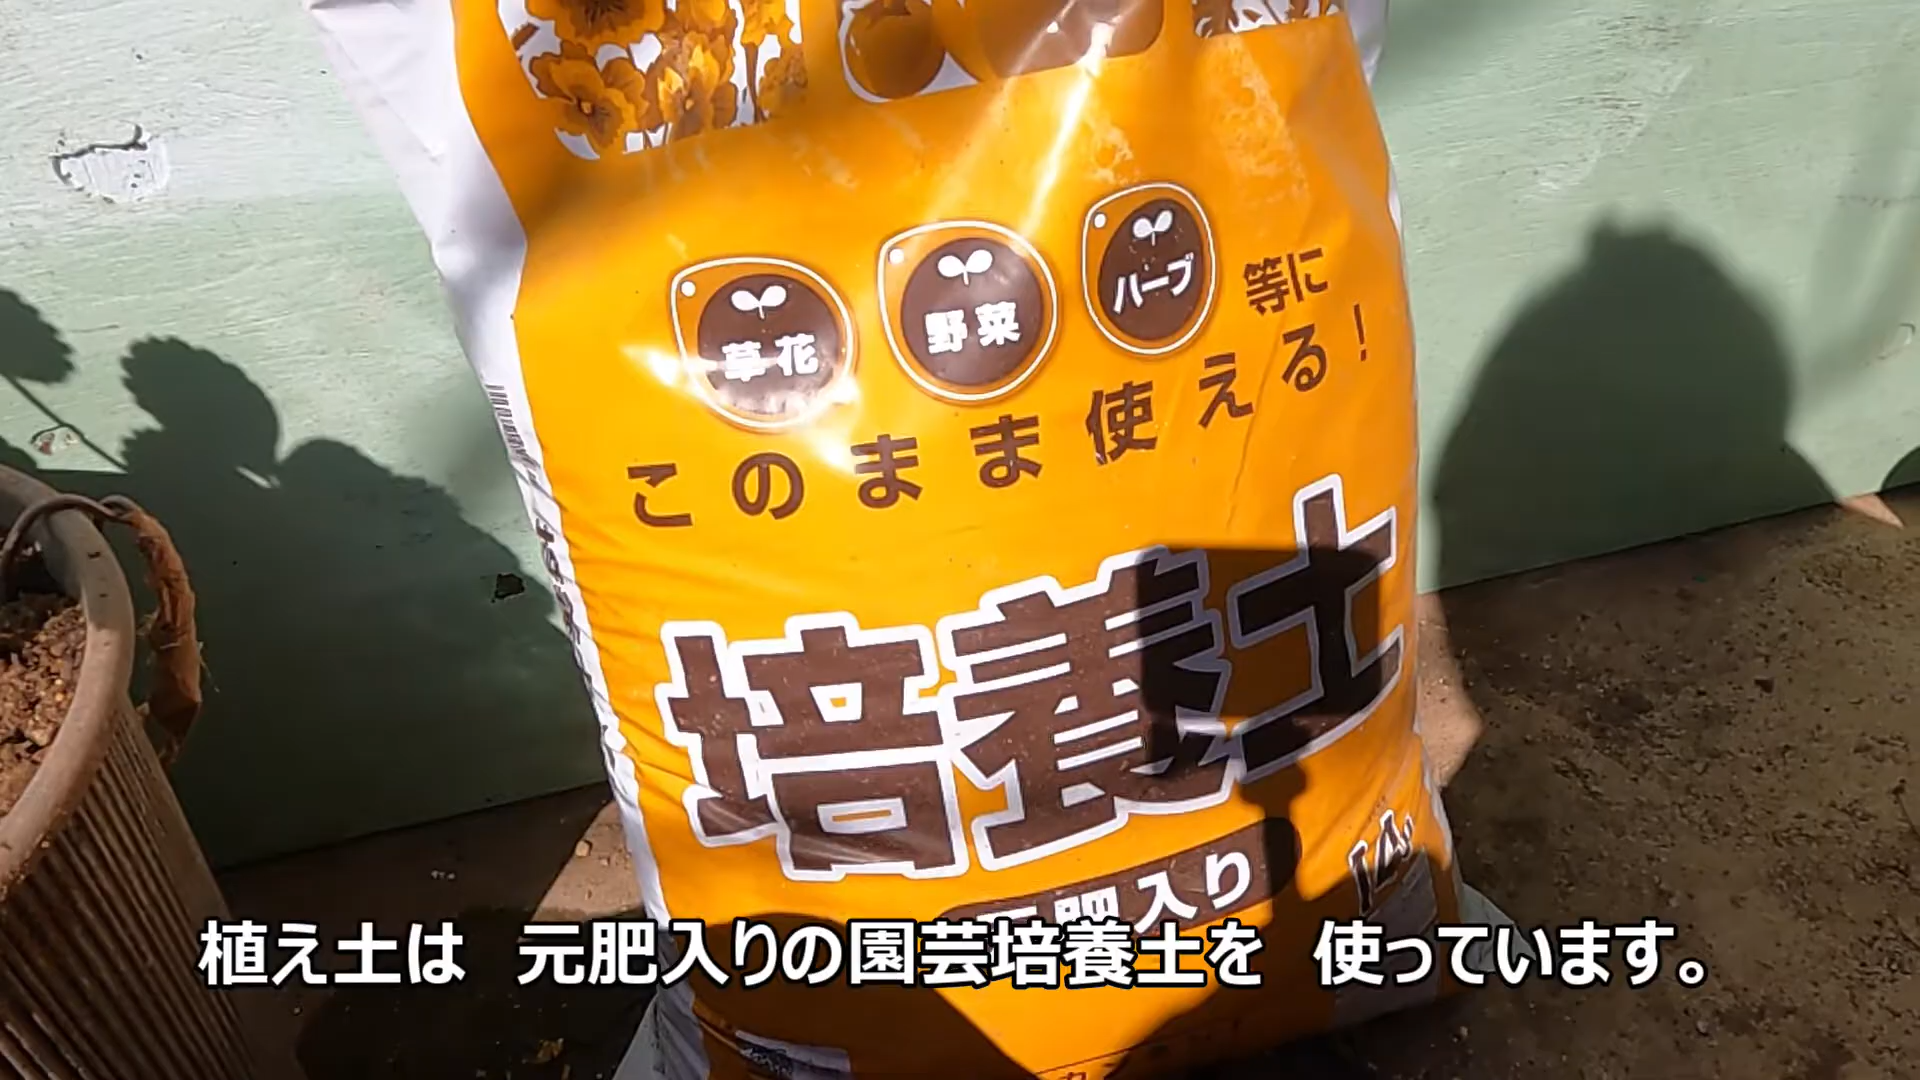 草花
野菜
ハーブ
等に
このまま使える!
培養土
肥入り
14
植え土は 元肥入りの園芸培養土を 使っています。